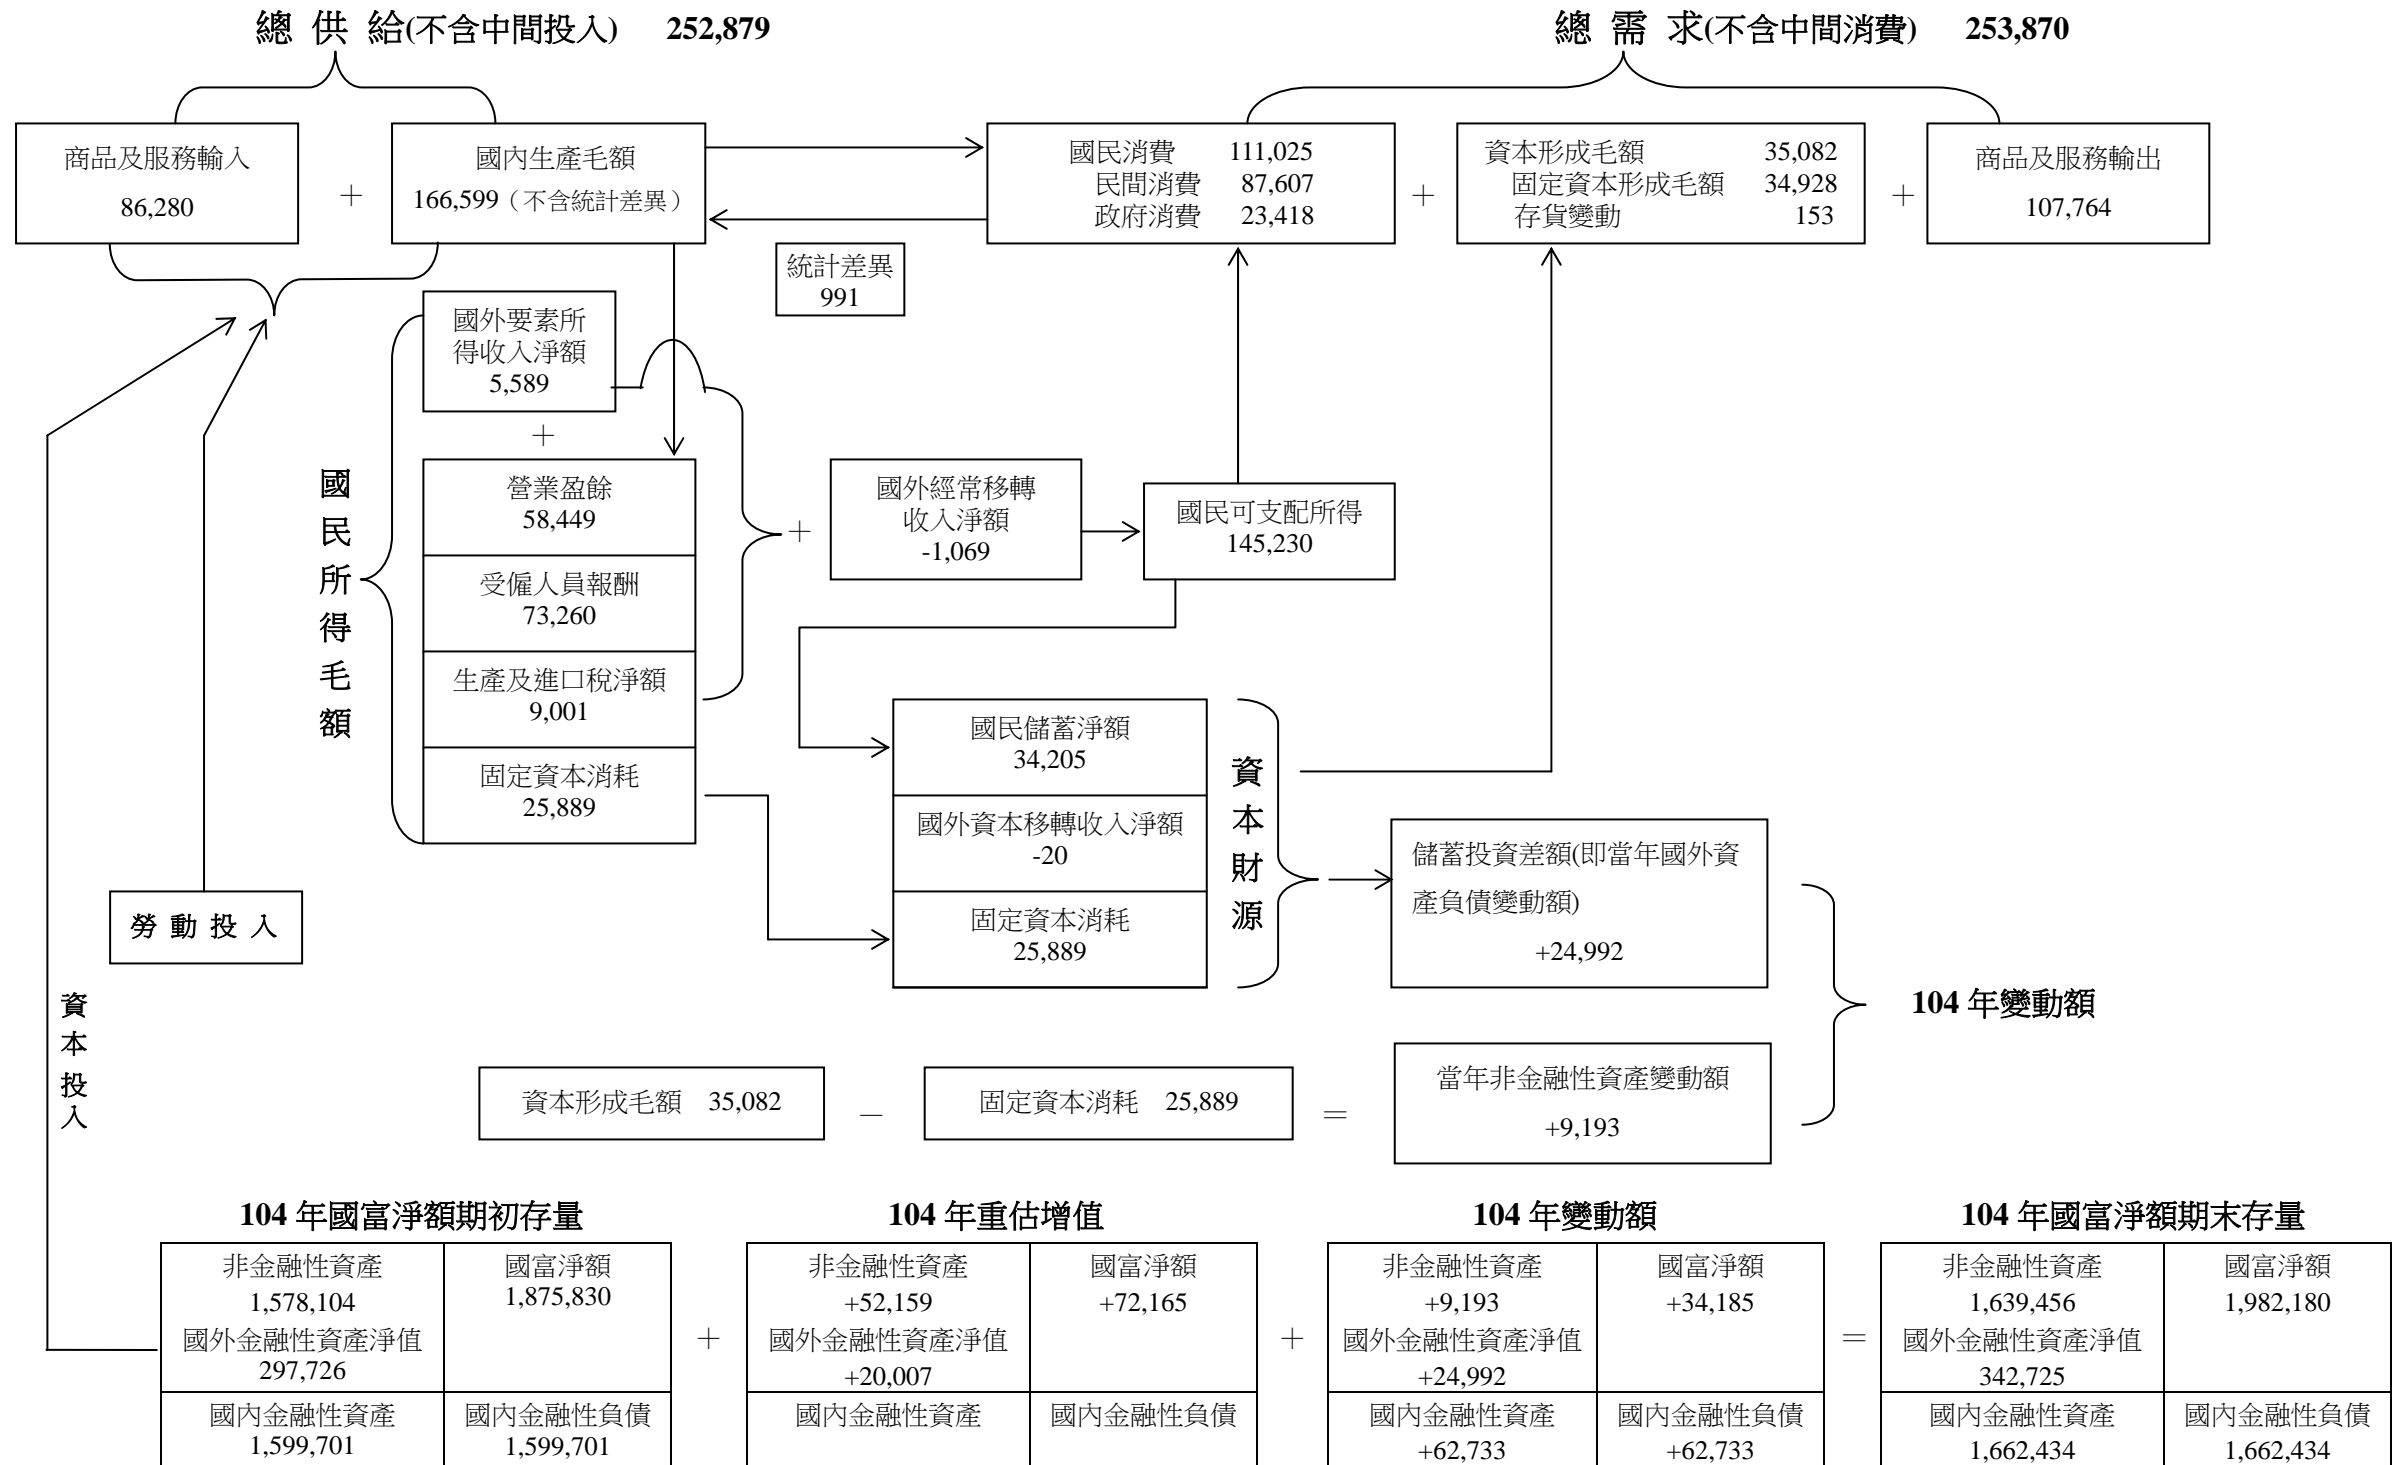 總 供 給(不含中間投入) 252,879
總 需 求(不含中間消費) 253,870
商品及服務輸入
86,280
＋
國內生產毛額
166,599（不含統計差異）
國民消費 111,025
民間消費 87,607
政府消費 23,418
＋
資本形成毛額 35,082
固定資本形成毛額 34,928
存貨變動 153
＋
商品及服務輸出
107,764
統計差異
991
國外要素所
得收入淨額
5,589
＋
國民所得毛額
營業盈餘
58,449
受僱人員報酬
73,260
生產及進口稅淨額
9,001
固定資本消耗
25,889
＋
國外經常移轉
收入淨額
-1,069
國民可支配所得
145,230
國民儲蓄淨額
34,205
國外資本移轉收入淨額
-20
固定資本消耗
25,889
資本財源
儲蓄投資差額(即當年國外資
產負債變動額)
+24,992
勞 動 投 入
資本投入
104 年變動額
資本形成毛額 35,082
－
固定資本消耗 25,889
＝
當年非金融性資產變動額
+9,193
104 年國富淨額期初存量
非金融性資產
1,578,104
國外金融性資產淨值
297,726
國富淨額
1,875,830
國內金融性資產
1,599,701
國內金融性負債
1,599,701
＋
104 年重估增值
非金融性資產
+52,159
國外金融性資產淨值
+20,007
國富淨額
+72,165
國內金融性資產
國內金融性負債
＋
104 年變動額
非金融性資產
+9,193
國外金融性資產淨值
+24,992
國富淨額
+34,185
國內金融性資產
+62,733
國內金融性負債
+62,733
＝
104 年國富淨額期末存量
非金融性資產
1,639,456
國外金融性資產淨值
342,725
國富淨額
1,982,180
國內金融性資產
1,662,434
國內金融性負債
1,662,434